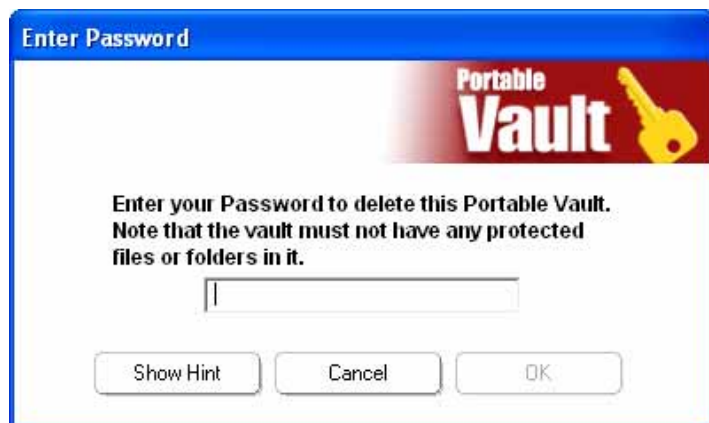 Enter Password
Portable
Vault
Enter your Password to delete this Portable Vault.
Note that the vault must not have any protected
files or folders in it.
Show Hint
Cancel
OK